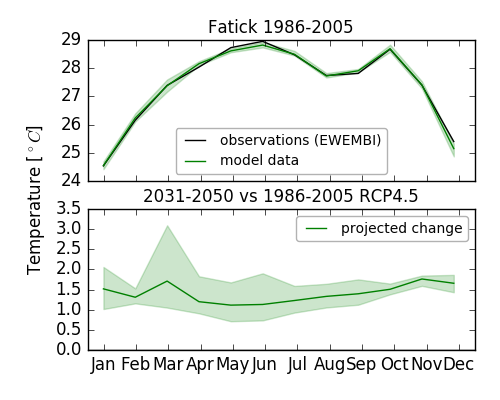 Fatick 1986-2005
29
28
27
26
25
24
observations (EWEMBI)
model data
Temperature [°C]
2031-2050 vs 1986-2005 RCP4.5
3.5
3.0
2.5
2.0
1.5
1.0
0.5
0.0
projected change
Jan Feb Mar Apr May Jun Jul Aug Sep Oct Nov Dec